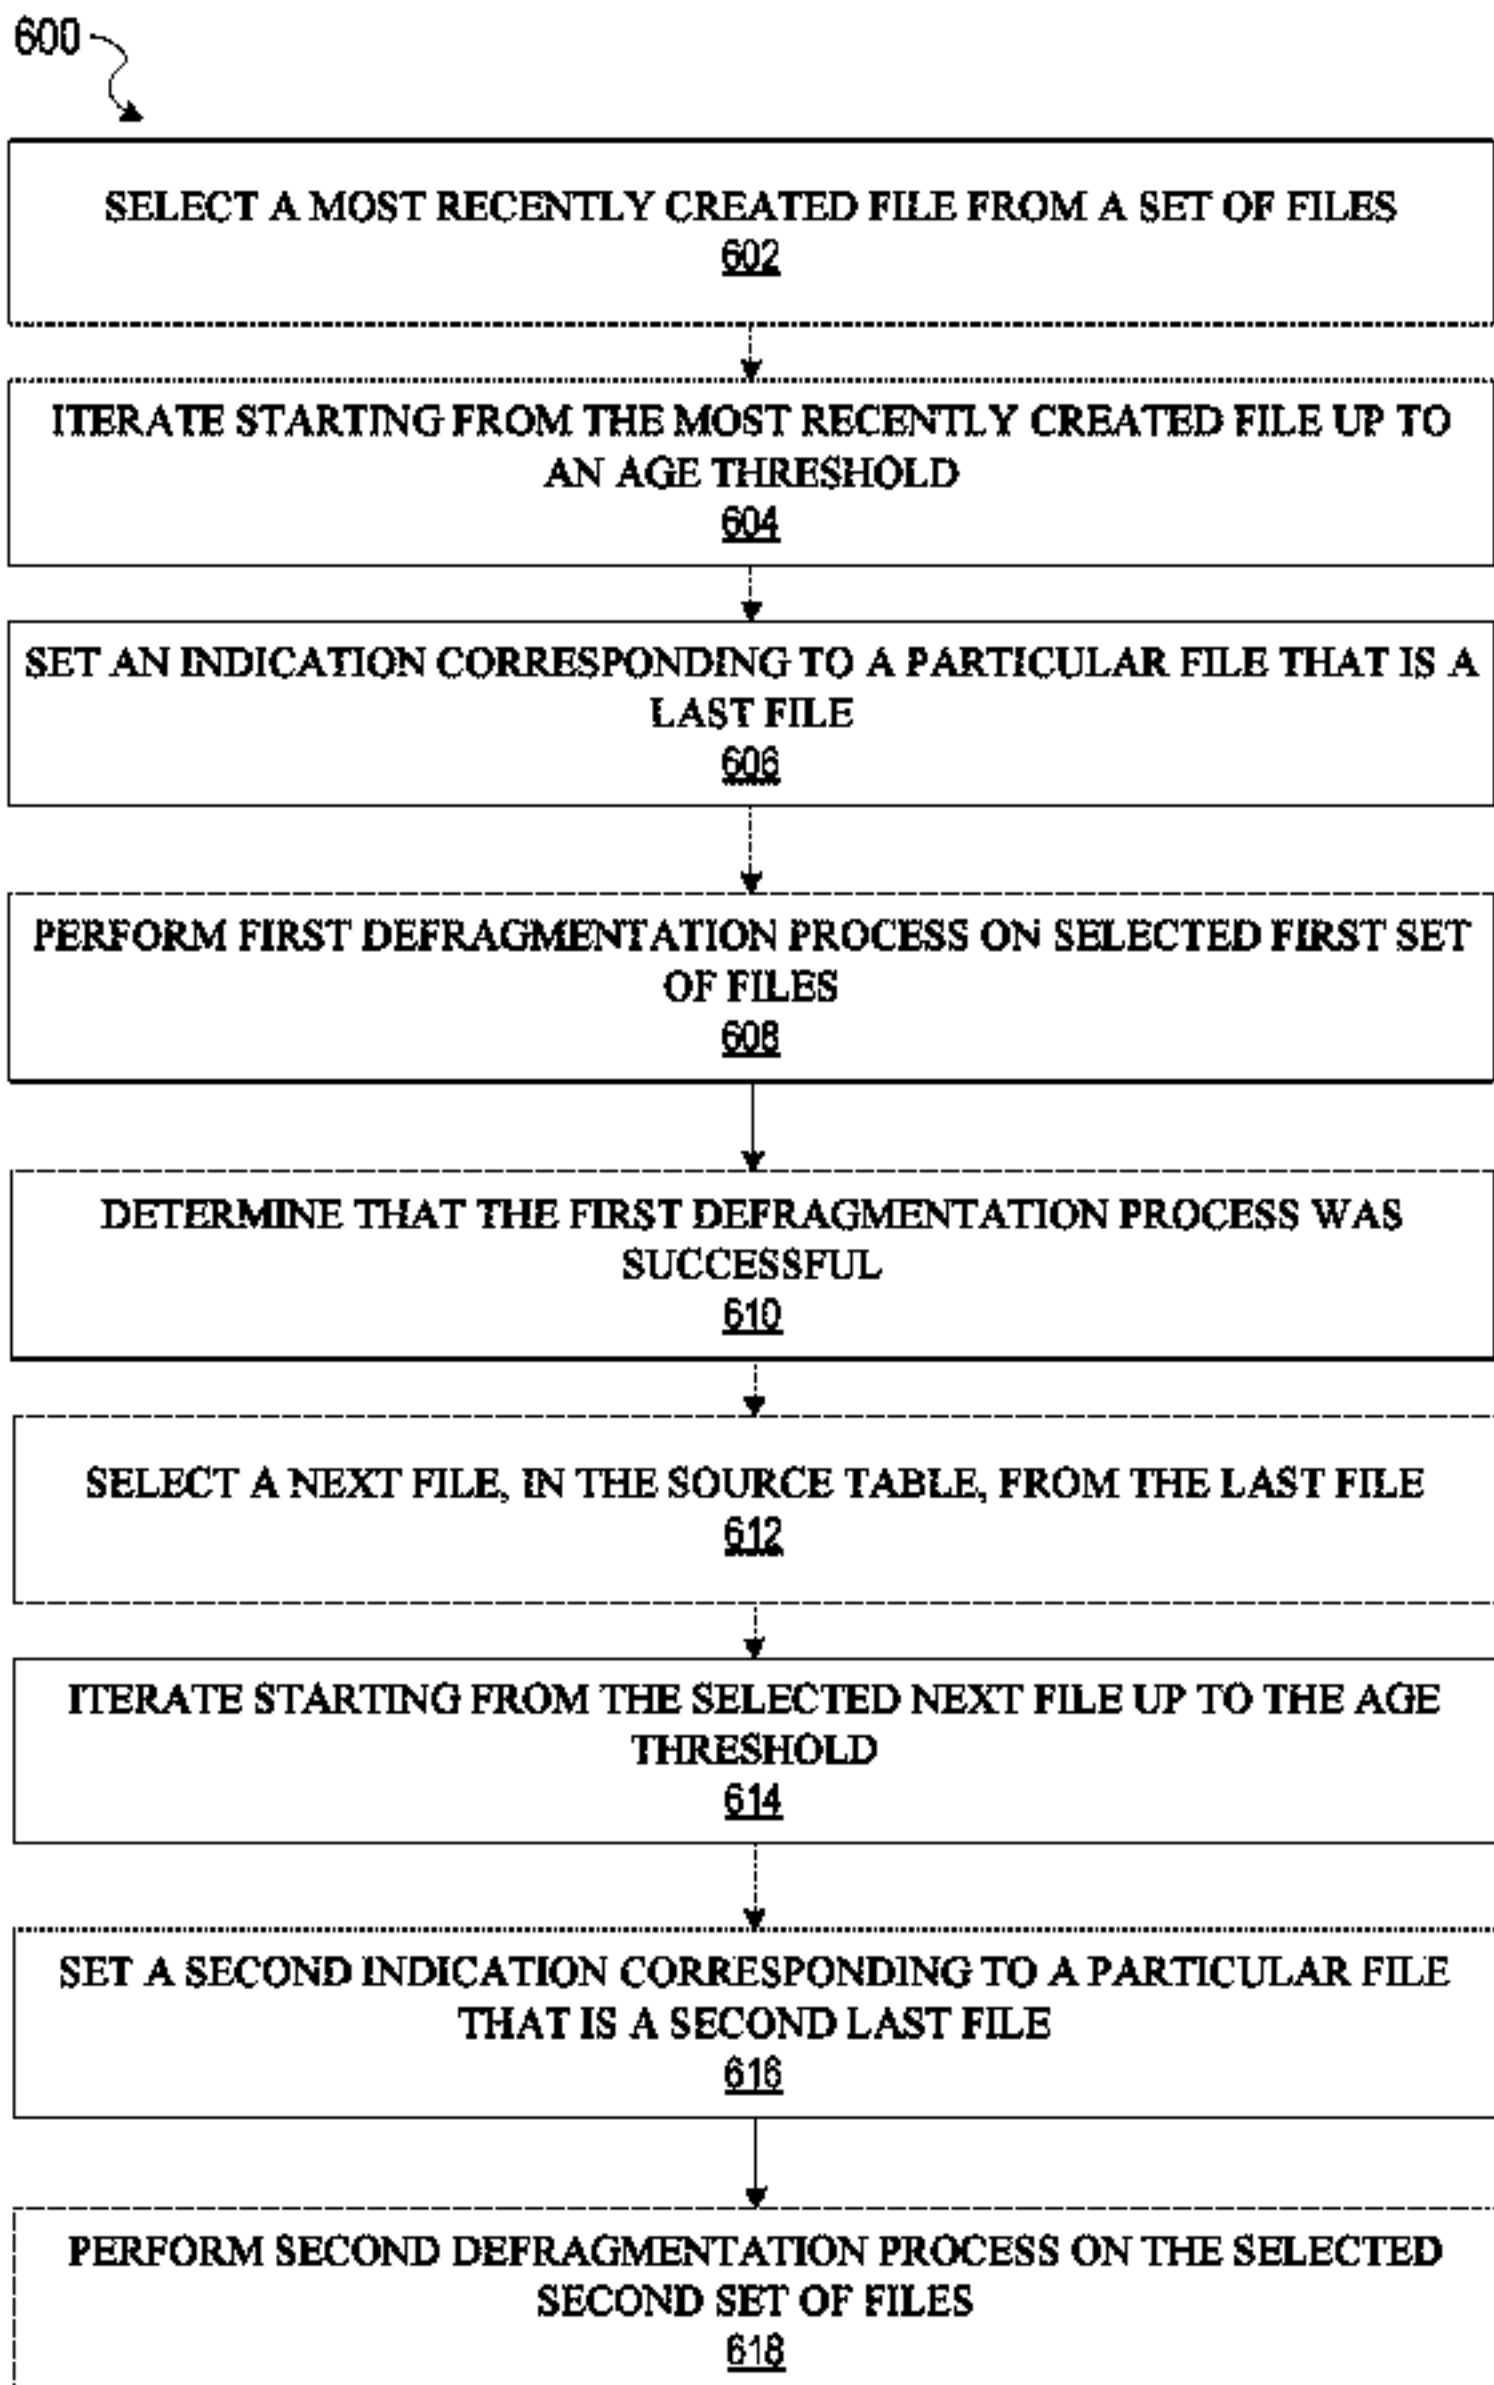 600
SELECT A MOST RECENTLY CREATED FILE FROM A SET OF FILES
602
ITERATE STARTING FROM THE MOST RECENTLY CREATED FILE UP TO
AN AGE THRESHOLD
604
SET AN INDICATION CORRESPONDING TO A PARTICULAR FILE THAT IS A
LAST FILE
606
PERFORM FIRST DEFRAGMENTATION PROCESS ON SELECTED FIRST SET
OF FILES
608
DETERMINE THAT THE FIRST DEFRAGMENTATION PROCESS WAS
SUCCESSFUL
610
SELECT A NEXT FILE, IN THE SOURCE TABLE, FROM THE LAST FILE
612
ITERATE STARTING FROM THE SELECTED NEXT FILE UP TO THE AGE
THRESHOLD
614
SET A SECOND INDICATION CORRESPONDING TO A PARTICULAR FILE
THAT IS A SECOND LAST FILE
616
PERFORM SECOND DEFRAGMENTATION PROCESS ON THE SELECTED
SECOND SET OF FILES
618